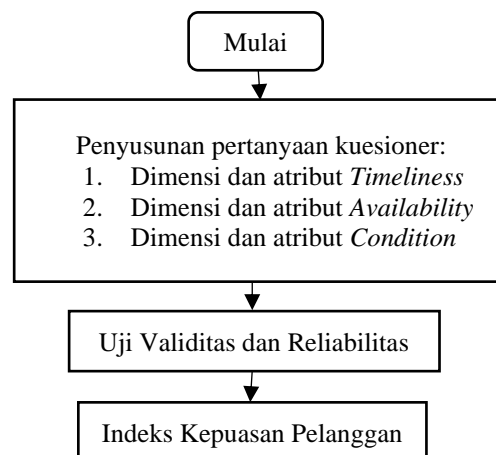 Mulai
Penyusunan pertanyaan kuesioner:
1. Dimensi dan atribut Timeliness
2. Dimensi dan atribut Availability
3. Dimensi dan atribut Condition
Uji Validitas dan Reliabilitas
Indeks Kepuasan Pelanggan